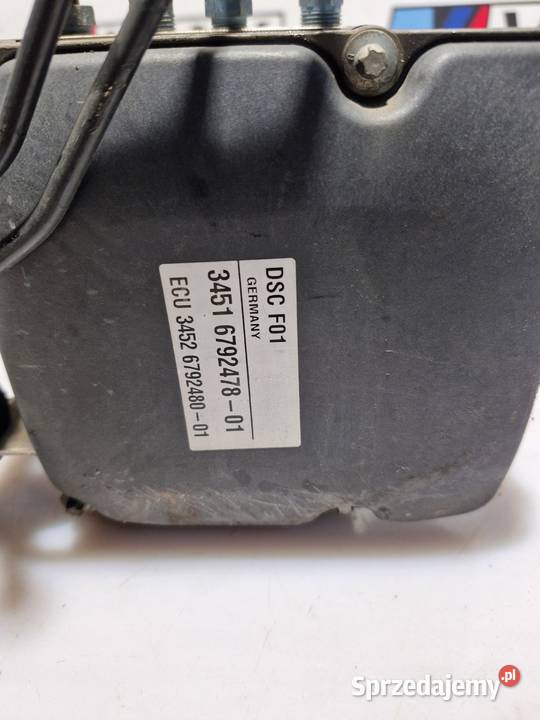 DSC F01
GERMANY
3451 6792478-01
ECU 3452 6792480-01
Sprzedajemy.pl